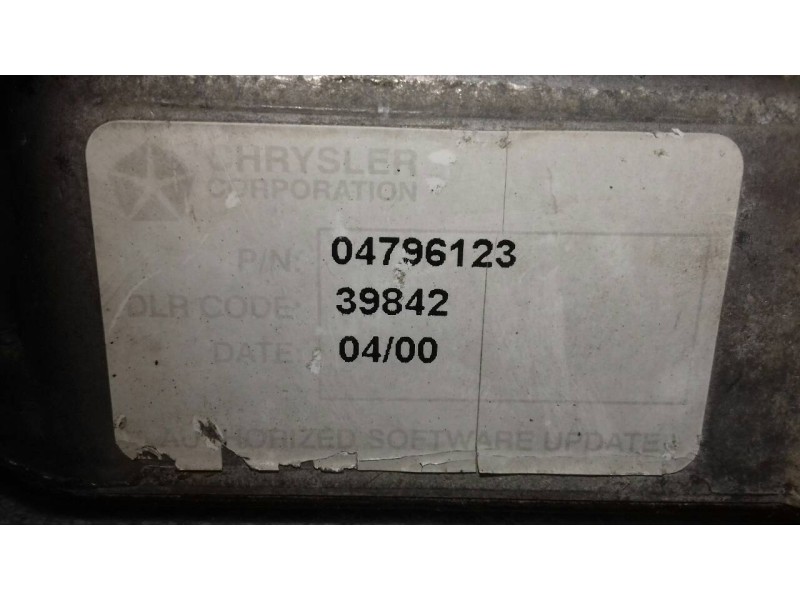 CHRYSLER
CORPORATION
P/N: 04796123
DLR CODE: 39842
DATE: 04/00
AUTHORIZED SOFTWARE UPDATE